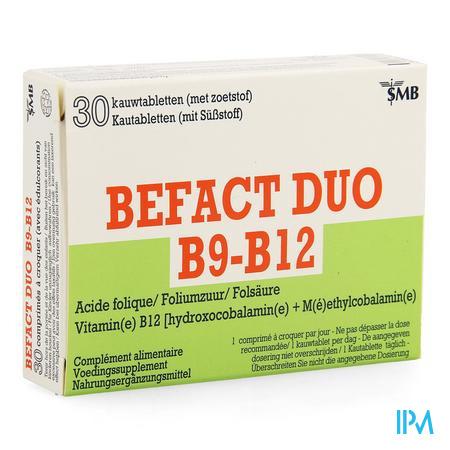 30 kauwtabletten (met zoetstof)
Kautabletten (mit Süßstoff)
SMB
BEFACT DUO
B9-B12
Acide folique/ Foliumzuur/ Folsäure
Vitamin(e) B12 [hydroxocobalamin(e) + M(é)ethylcobalamin(e)
Complément alimentaire
Voedingssupplement
Nahrungsergänzungsmittel
1 comprimé à croquer par jour - Ne pas dépasser la dose
recommandée/ 1 kauwtablet per dag - De aangegeven
dosering niet overschrijden / 1 Kautablette täglich -
Überschreiten Sie nicht die angegebene Dosierung
BEFACT DUO B9-B12
30 comprimés à croquer (avec édulcorants)
SMB
IPM